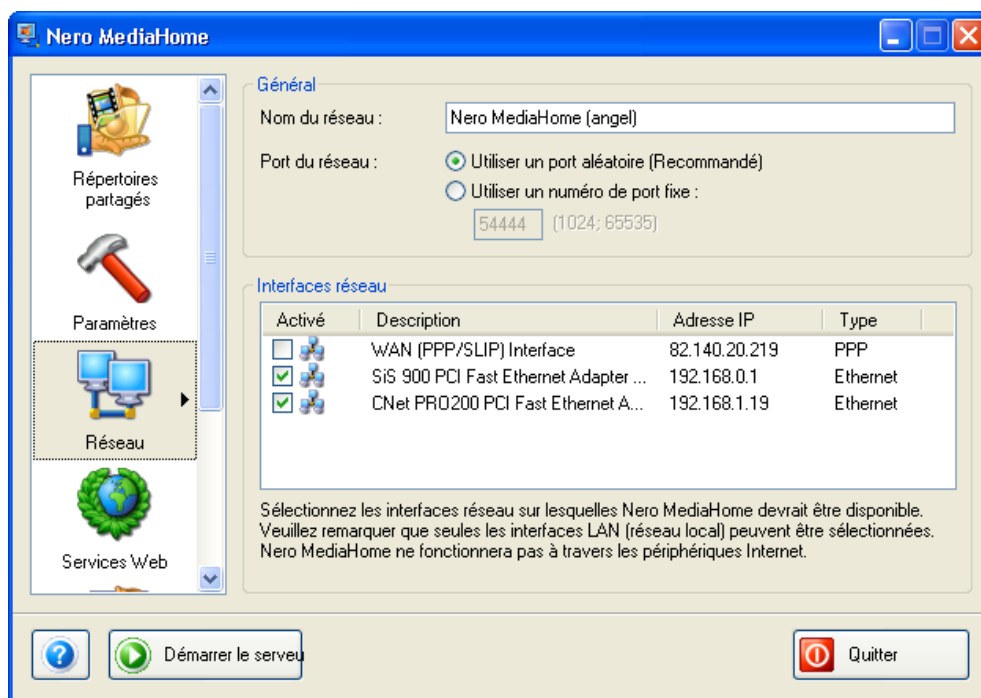 Nero MediaHome
Répertoires
partagés
Paramètres
Réseau
Services Web
Général
Nom du réseau :
Nero MediaHome (angel)
Port du réseau :
Utiliser un port aléatoire (Recommandé)
Utiliser un numéro de port fixe :
54444 (1024; 65535)
Interfaces réseau
Activé Description Adresse IP Type
WAN (PPP/SLIP) Interface 82.140.20.219 PPP
SiS 900 PCI Fast Ethernet Adapter ... 192.168.0.1 Ethernet
CNet PRO200 PCI Fast Ethernet A... 192.168.1.19 Ethernet
Sélectionnez les interfaces réseau sur lesquelles Nero MediaHome devrait être disponible.
Veuillez remarquer que seules les interfaces LAN (réseau local) peuvent être sélectionnées.
Nero MediaHome ne fonctionnera pas à travers les périphériques Internet.
Démarrer le serveu
Quitter